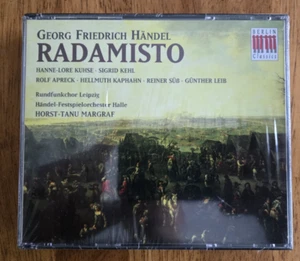 GEORG FRIEDRICH HÄNDEL
RADAMISTO
HANNE-LORE KUHSE · SIGRID KEHL
ROLF APRECK · HELLMUTH KAPHAHN · REINER SÜß · GÜNTHER LEIB
Rundfunkchor Leipzig
Händel-Festspielorchester Halle
HORST-TANU MARGRAF
BERLIN
Classics